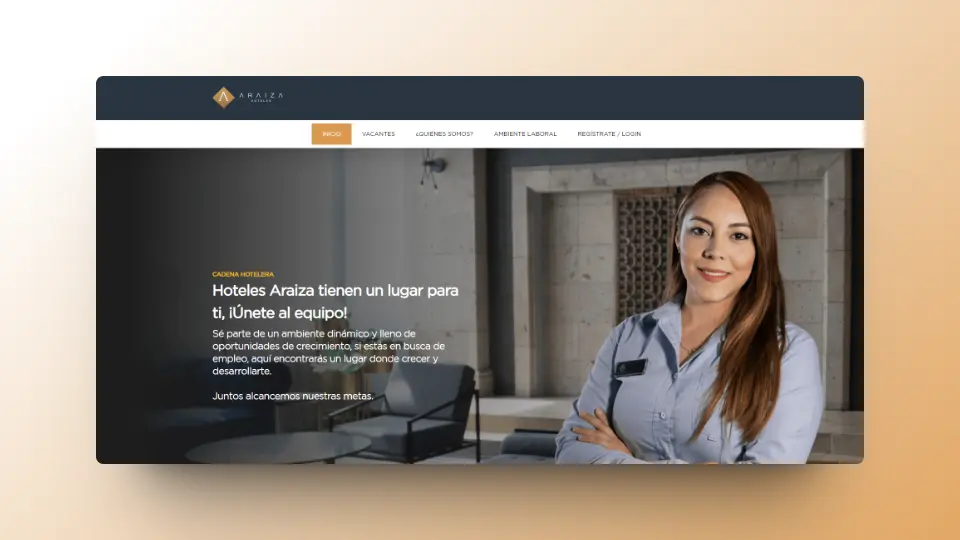 ARAIZA
HOTELES
INICIO
VACANTES
¿QUIÉNES SOMOS?
AMBIENTE LABORAL
REGÍSTRATE / LOGIN
CADENA HOTELERA
Hoteles Araiza tienen un lugar para
ti, ¡Únete al equipo!
Sé parte de un ambiente dinámico y lleno de
oportunidades de crecimiento, si estás en busca de
empleo, aquí encontrarás un lugar donde crecer y
desarrollarte.
Juntos alcancemos nuestras metas.